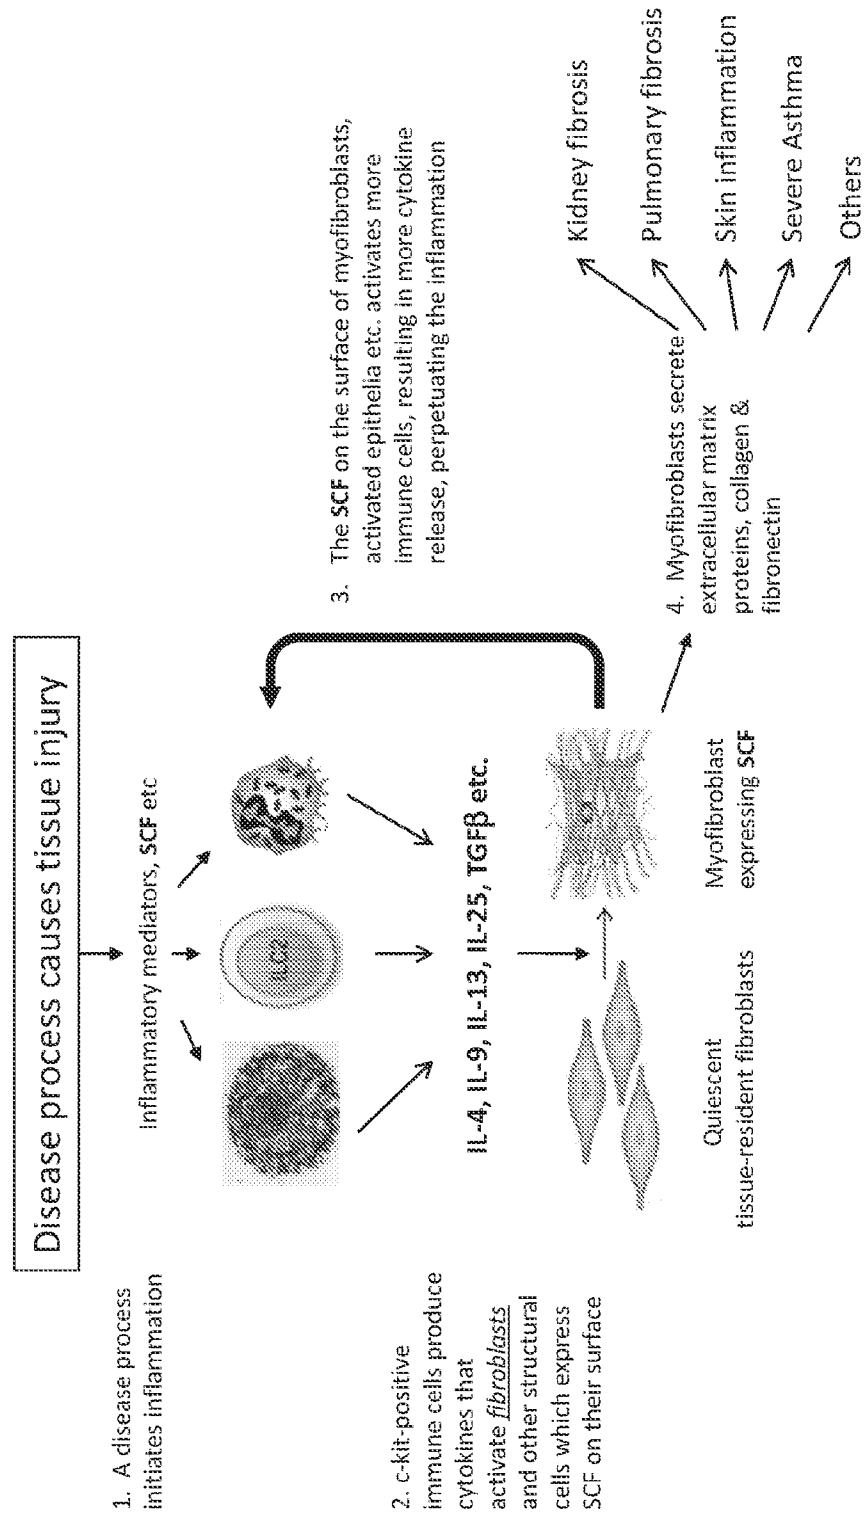 Disease process causes tissue injury
1. A disease process
initiates inflammation
Inflammatory mediators, SCF etc
ILC2
2. c-kit-positive
immune cells produce
cytokines that
activate fibroblasts
and other structural
cells which express
SCF on their surface
IL-4, IL-9, IL-13, IL-25, TGFβ etc.
3. The SCF on the surface of myofibroblasts,
activated epithelia etc. activates more
immune cells, resulting in more cytokine
release, perpetuating the inflammation
Quiescent
tissue-resident fibroblasts
Myofibroblast
expressing SCF
4. Myofibroblasts secrete
extracellular matrix
proteins, collagen &
fibronectin
Kidney fibrosis
Pulmonary fibrosis
Skin inflammation
Severe Asthma
Others